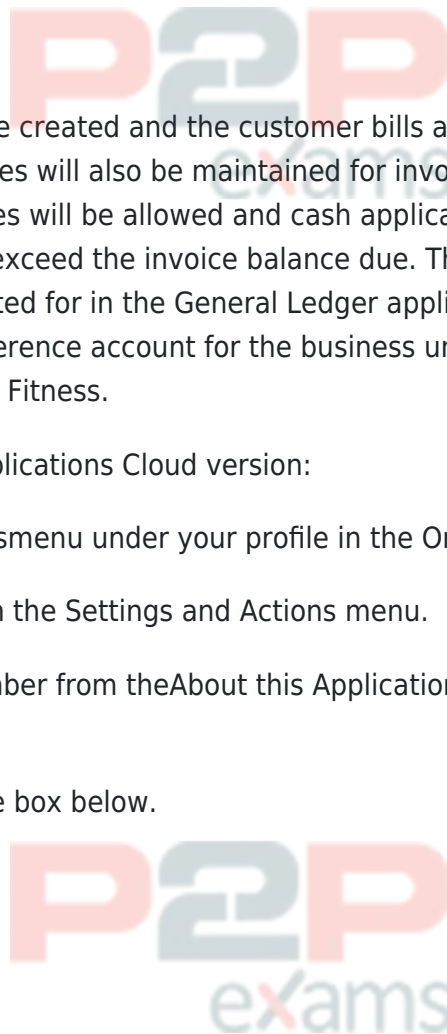 P2P
exams
e created and the customer bills a
es will also be maintained for invo
es will be allowed and cash applica
exceed the invoice balance due. Th
ted for in the General Ledger appli
erence account for the business un
Fitness.
plications Cloud version:
smenu under your profile in the Or
n the Settings and Actions menu.
nber from theAbout this Application
e box below.
P2P
exams